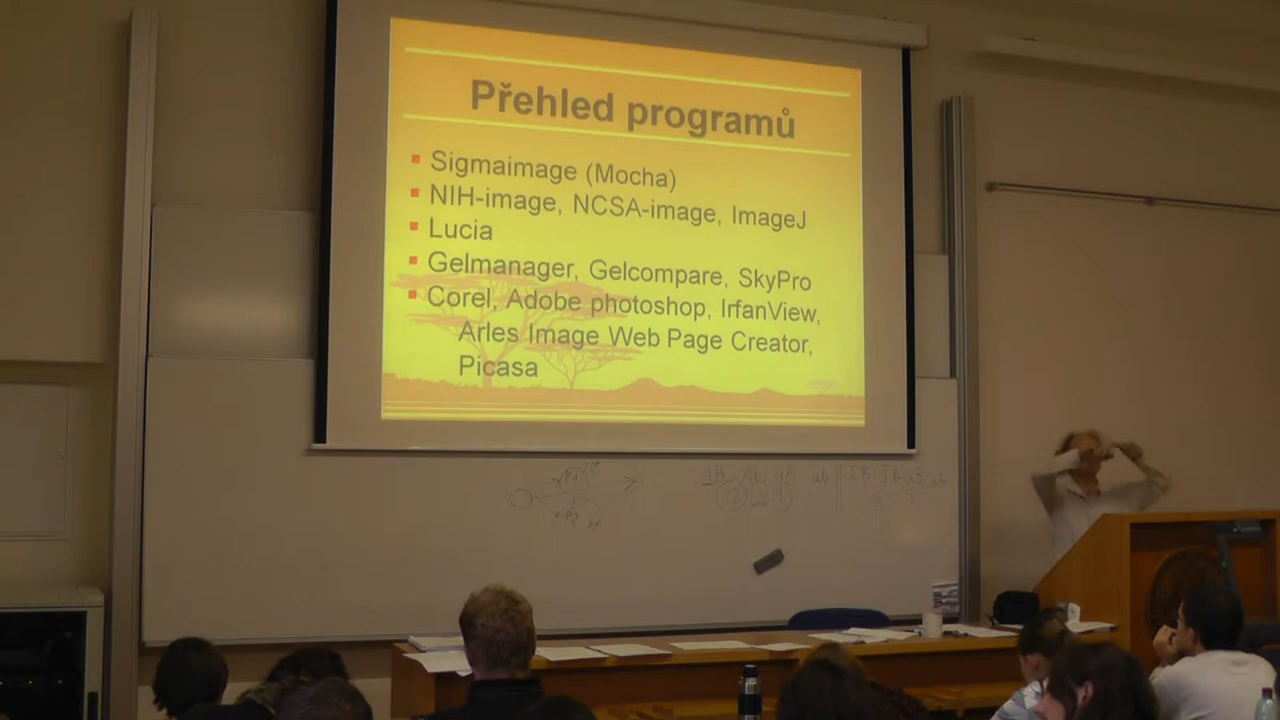 Přehled programů
Sigmaimage (Mocha)
NIH-image, NCSA-image, ImageJ
Lucia
Gelmanager, Gelcompare, SkyPro
Corel, Adobe photoshop, IrfanView,
Arles Image Web Page Creator,
Picasa